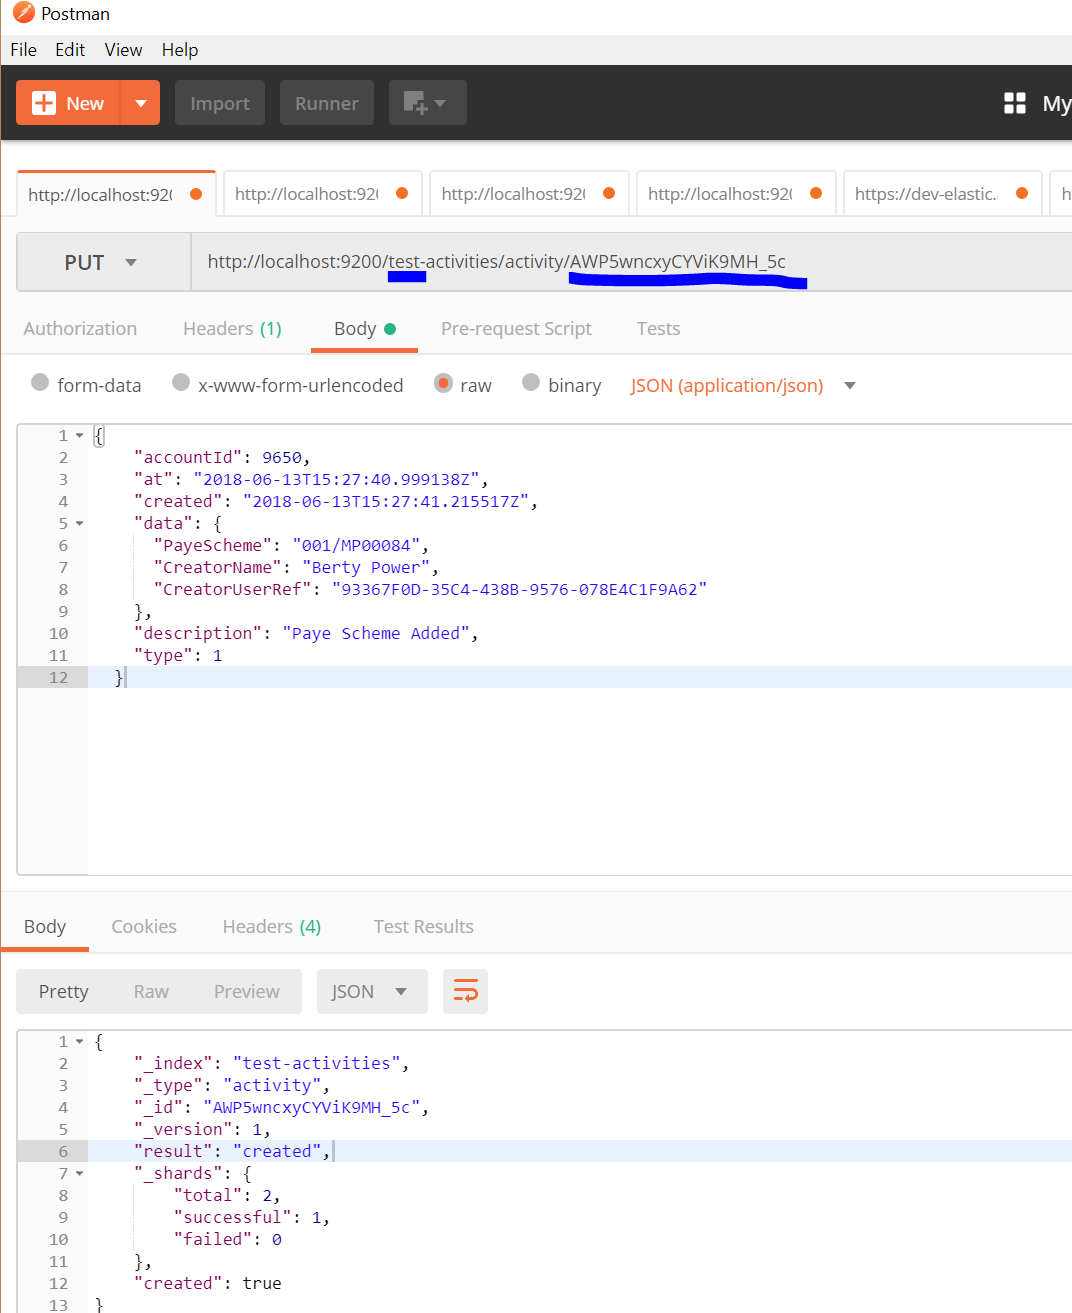 Postman
File Edit View Help
New Import Runner My
http://localhost:920 http://localhost:920 http://localhost:920 http://localhost:920 https://dev-elastic.
PUT http://localhost:9200/test-activities/activity/AWP5wncxyCYViK9MH_5c
Authorization Headers (1) Body Pre-request Script Tests
form-data x-www-form-urlencoded raw binary JSON (application/json)
1 {
2 "accountId": 9650,
3 "at": "2018-06-13T15:27:40.999138Z",
4 "created": "2018-06-13T15:27:41.215517Z",
5 "data": {
6 "PayeScheme": "001/MP00084",
7 "CreatorName": "Berty Power",
8 "CreatorUserRef": "93367F0D-35C4-438B-9576-078E4C1F9A62"
9 },
10 "description": "Paye Scheme Added",
11 "type": 1
12 }
Body Cookies Headers (4) Test Results
Pretty Raw Preview JSON
1 {
2 "_index": "test-activities",
3 "_type": "activity",
4 "_id": "AWP5wncxyCYViK9MH_5c",
5 "_version": 1,
6 "result": "created",
7 "_shards": {
8 "total": 2,
9 "successful": 1,
10 "failed": 0
11 },
12 "created": true
13 }